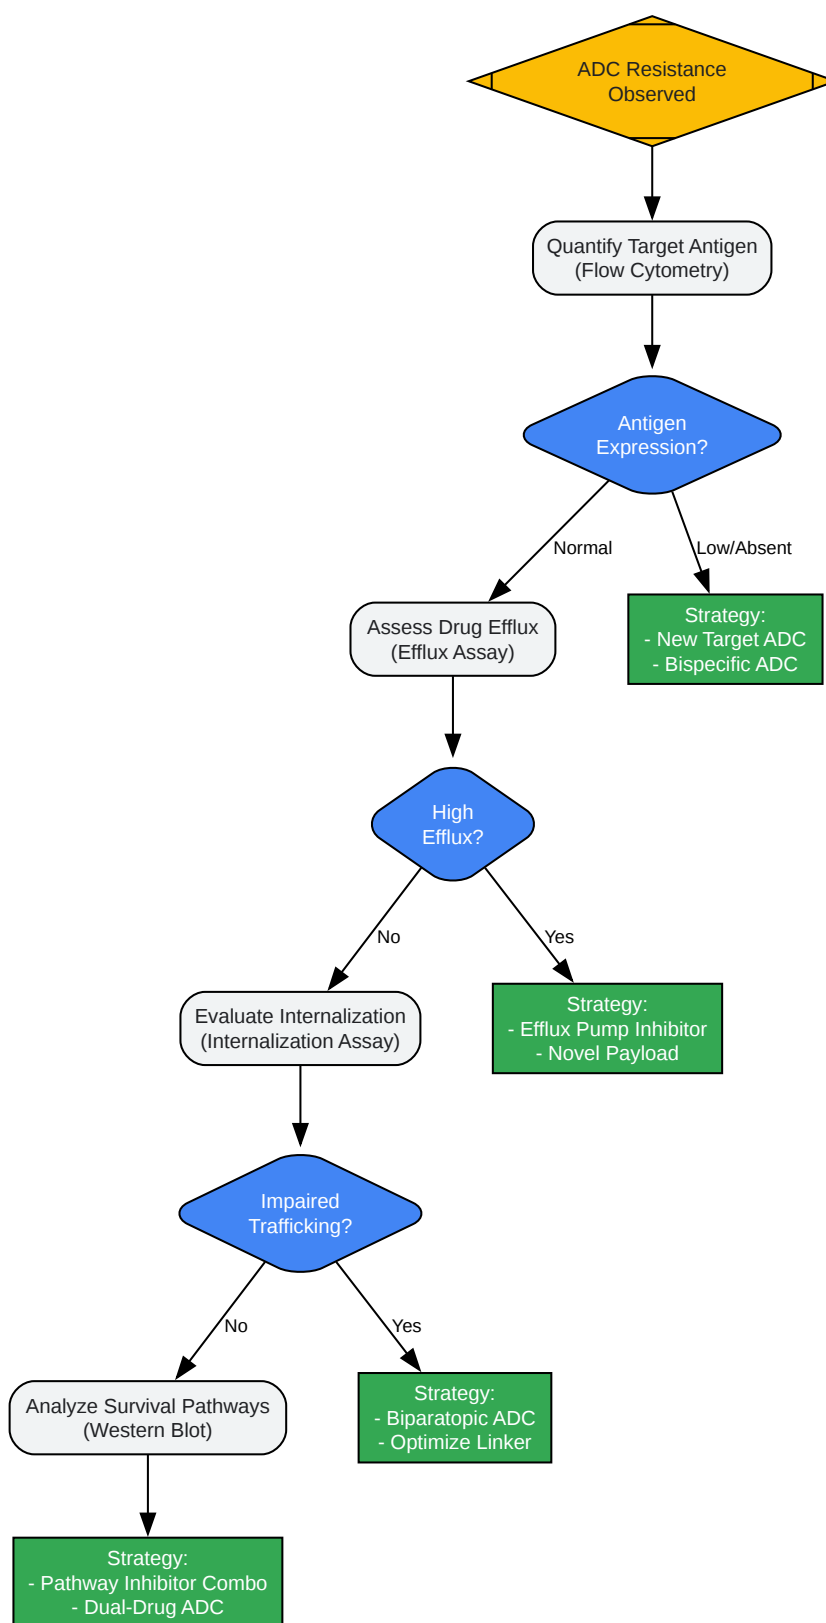 ADC Resistance
Observed
Quantify Target Antigen
(Flow Cytometry)
Antigen
Expression?
Normal
Low/Absent
Assess Drug Efflux
(Efflux Assay)
Strategy:
- New Target ADC
- Bispecific ADC
High
Efflux?
No
Yes
Evaluate Internalization
(Internalization Assay)
Strategy:
- Efflux Pump Inhibitor
- Novel Payload
Impaired
Trafficking?
No
Yes
Analyze Survival Pathways
(Western Blot)
Strategy:
- Biparatopic ADC
- Optimize Linker
Strategy:
- Pathway Inhibitor Combo
- Dual-Drug ADC